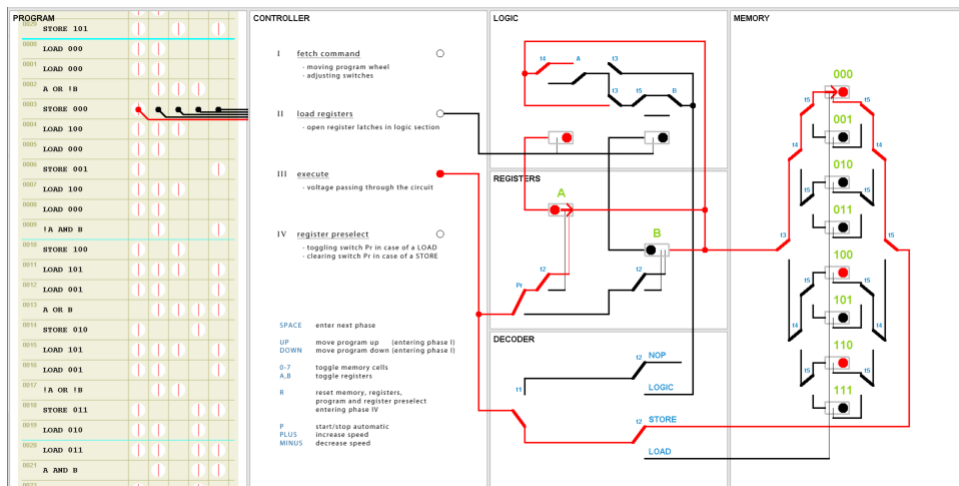 PROGRAM
0029 STORE 101
0000 LOAD 000
0001 LOAD 000
0002 A OR !B
0003 STORE 000
0004 LOAD 100
0005 LOAD 000
0006 STORE 001
0007 LOAD 100
0008 LOAD 000
0009 !A AND B
0010 STORE 100
0011 LOAD 101
0012 LOAD 001
0013 A OR B
0014 STORE 010
0015 LOAD 101
0016 LOAD 001
0017 !A OR !B
0018 STORE 011
0019 LOAD 010
0020 LOAD 011
0021 A AND B
CONTROLLER
I fetch command
- moving program wheel
- adjusting switches
II load registers
- open register latches in logic section
III execute
- voltage passing through the circuit
IV register preselect
- toggling switch Pr in case of a LOAD
- clearing switch Pr in case of a STORE
SPACE enter next phase
UP move program up (entering phase I)
DOWN move program down (entering phase I)
0-7 toggle memory cells
A,B toggle registers
R reset memory, registers,
program and register preselect
entering phase IV
P start/stop automatic
PLUS increase speed
MINUS decrease speed
LOGIC
t4 A t3
t3 t5 B
REGISTERS
A
B
t2
t2
Pr
DECODER
t2 NOP
t1
LOGIC
t2 STORE
LOAD
MEMORY
000
t5 t5
001
010
t5 t5
011
t3 t5
100
t5 t5
101
t4 t4
110
t5 t5
111